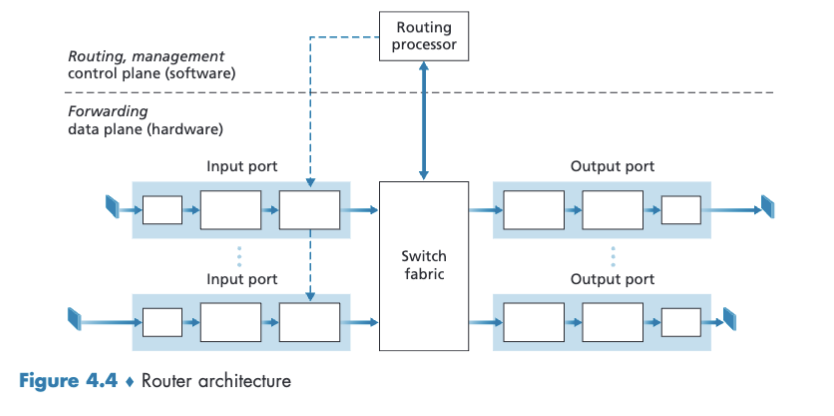 Routing
processor
Routing, management
control plane (software)
Forwarding
data plane (hardware)
Input port
Output port
Switch
fabric
Input port
Output port
Figure 4.4 ♦ Router architecture